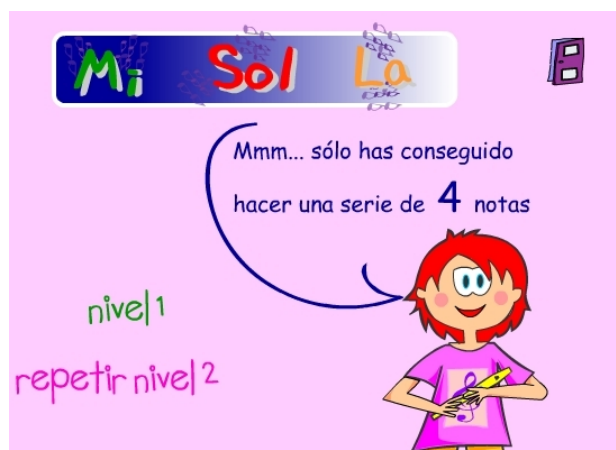 Mi Sol La
Mmm... sólo has conseguido
hacer una serie de 4 notas
nivel 1
repetir nivel 2